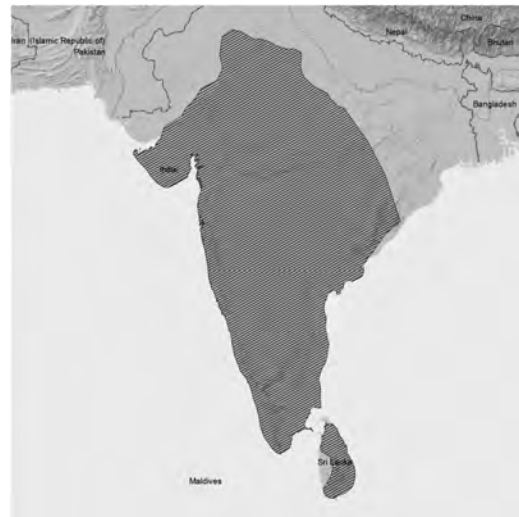 China
Nepal
Iran (Islamic Republic of)
Pakistan
Bhutan
Bangladesh
India
Sri Lanka
Maldives